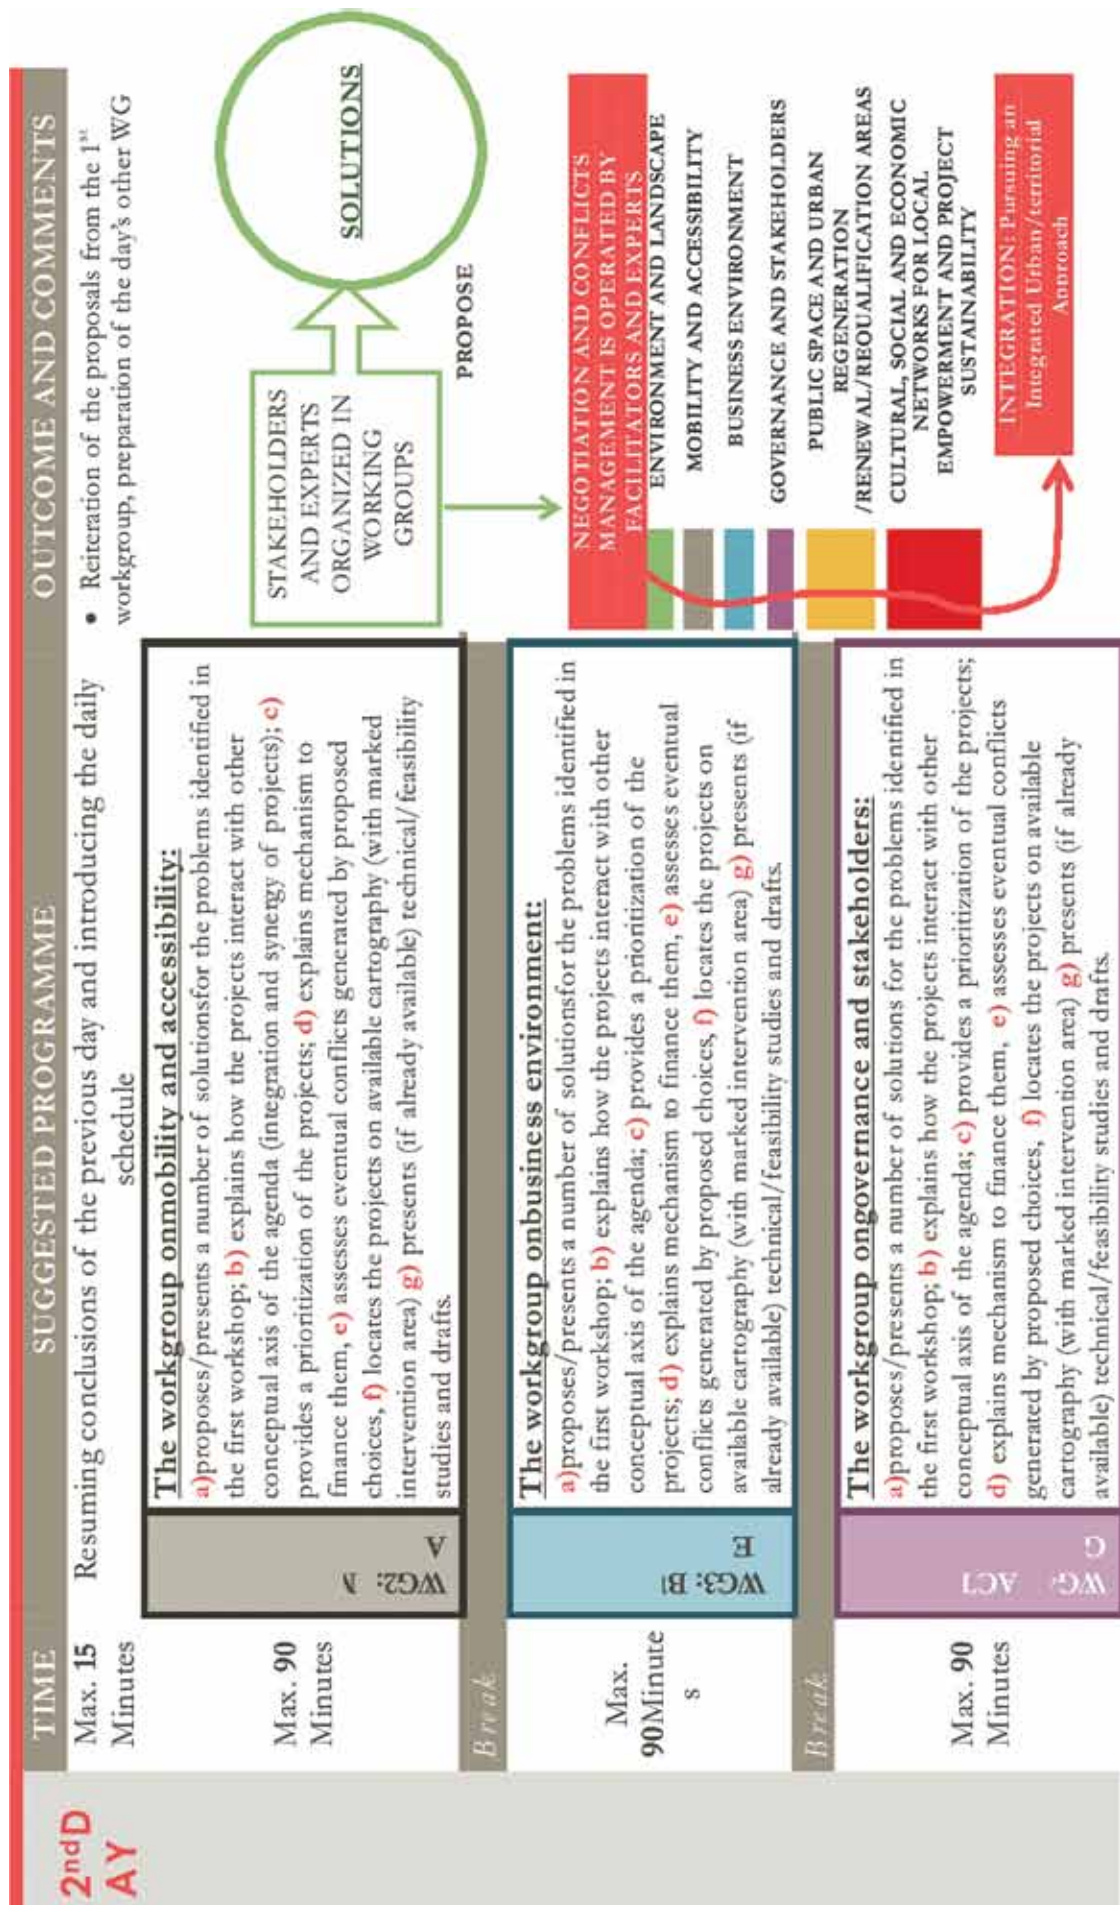 2ndD
AY
TIME
SUGGESTED PROGRAMME
OUTCOME AND COMMENTS
Max. 15
Minutes
Resuming conclusions of the previous day and introducing the daily
schedule
• Reiteration of the proposals from the 1st
workgroup, preparation of the day's other WG
Max. 90
Minutes
WG2:
A
The workgroup onmobility and accessibility:
a)proposes/presents a number of solutionsfor the problems identified in
the first workshop; b) explains how the projects interact with other
conceptual axis of the agenda (integration and synergy of projects); c)
provides a prioritization of the projects; d) explains mechanism to
finance them, e) assesses eventual conflicts generated by proposed
choices, f) locates the projects on available cartography (with marked
intervention area) g) presents (if already available) technical/feasibility
studies and drafts.
STAKEHOLDERS
AND EXPERTS
ORGANIZED IN
WORKING
GROUPS
PROPOSE
SOLUTIONS
Break
Max.
90Minute
s
WG3:
E
The workgroup onbusiness environment:
a)proposes/presents a number of solutionsfor the problems identified in
the first workshop; b) explains how the projects interact with other
conceptual axis of the agenda; c) provides a prioritization of the
projects; d) explains mechanism to finance them, e) assesses eventual
conflicts generated by proposed choices, f) locates the projects on
available cartography (with marked intervention area) g) presents (if
already available) technical/feasibility studies and drafts.
NEGOTIATION AND CONFLICTS
MANAGEMENT IS OPERATED BY
FACILITATORS AND EXPERTS
ENVIRONMENT AND LANDSCAPE
MOBILITY AND ACCESSIBILITY
BUSINESS ENVIRONMENT
GOVERNANCE AND STAKEHOLDERS
PUBLIC SPACE AND URBAN
REGENERATION
/RENEWAL/REQUALIFICATION AREAS
CULTURAL, SOCIAL AND ECONOMIC
NETWORKS FOR LOCAL
EMPOWERMENT AND PROJECT
SUSTAINABILITY
INTEGRATION: Pursuing an
Integrated Urban/territorial
Approach
Break
Max. 90
Minutes
WG
G
The workgroup ongovernance and stakeholders:
a)proposes/presents a number of solutions for the problems identified in
the first workshop; b) explains how the projects interact with other
conceptual axis of the agenda; c) provides a prioritization of the projects;
d) explains mechanism to finance them, e) assesses eventual conflicts
generated by proposed choices, f) locates the projects on available
cartography (with marked intervention area) g) presents (if already
available) technical/feasibility studies and drafts.